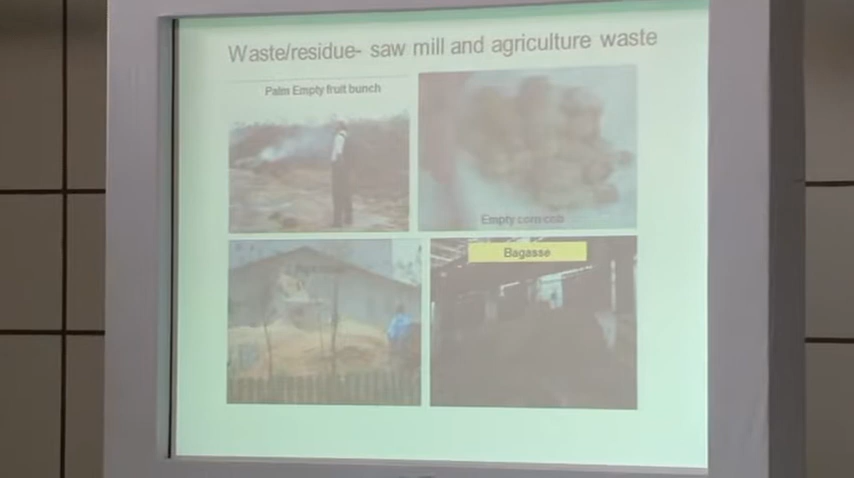 Waste/residue- saw mill and agriculture waste
Palm Empty fruit bunch
Empty corn cob
Bagasse